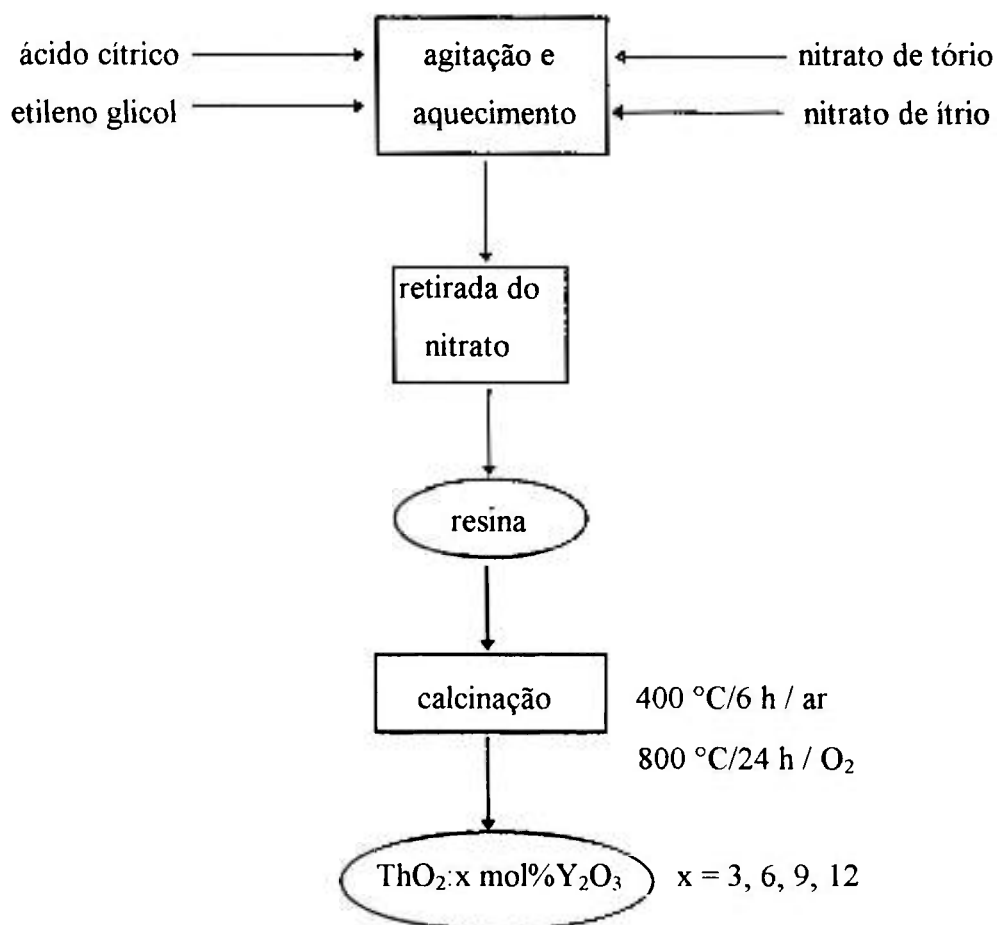 ácido cítrico
etileno glicol
agitação e
aquecimento
nitrato de tório
nitrato de ítrio
retirada do
nitrato
resina
calcinação
400 °C/6 h / ar
800 °C/24 h / O₂
ThO₂:x mol%Y₂O₃
x = 3, 6, 9, 12